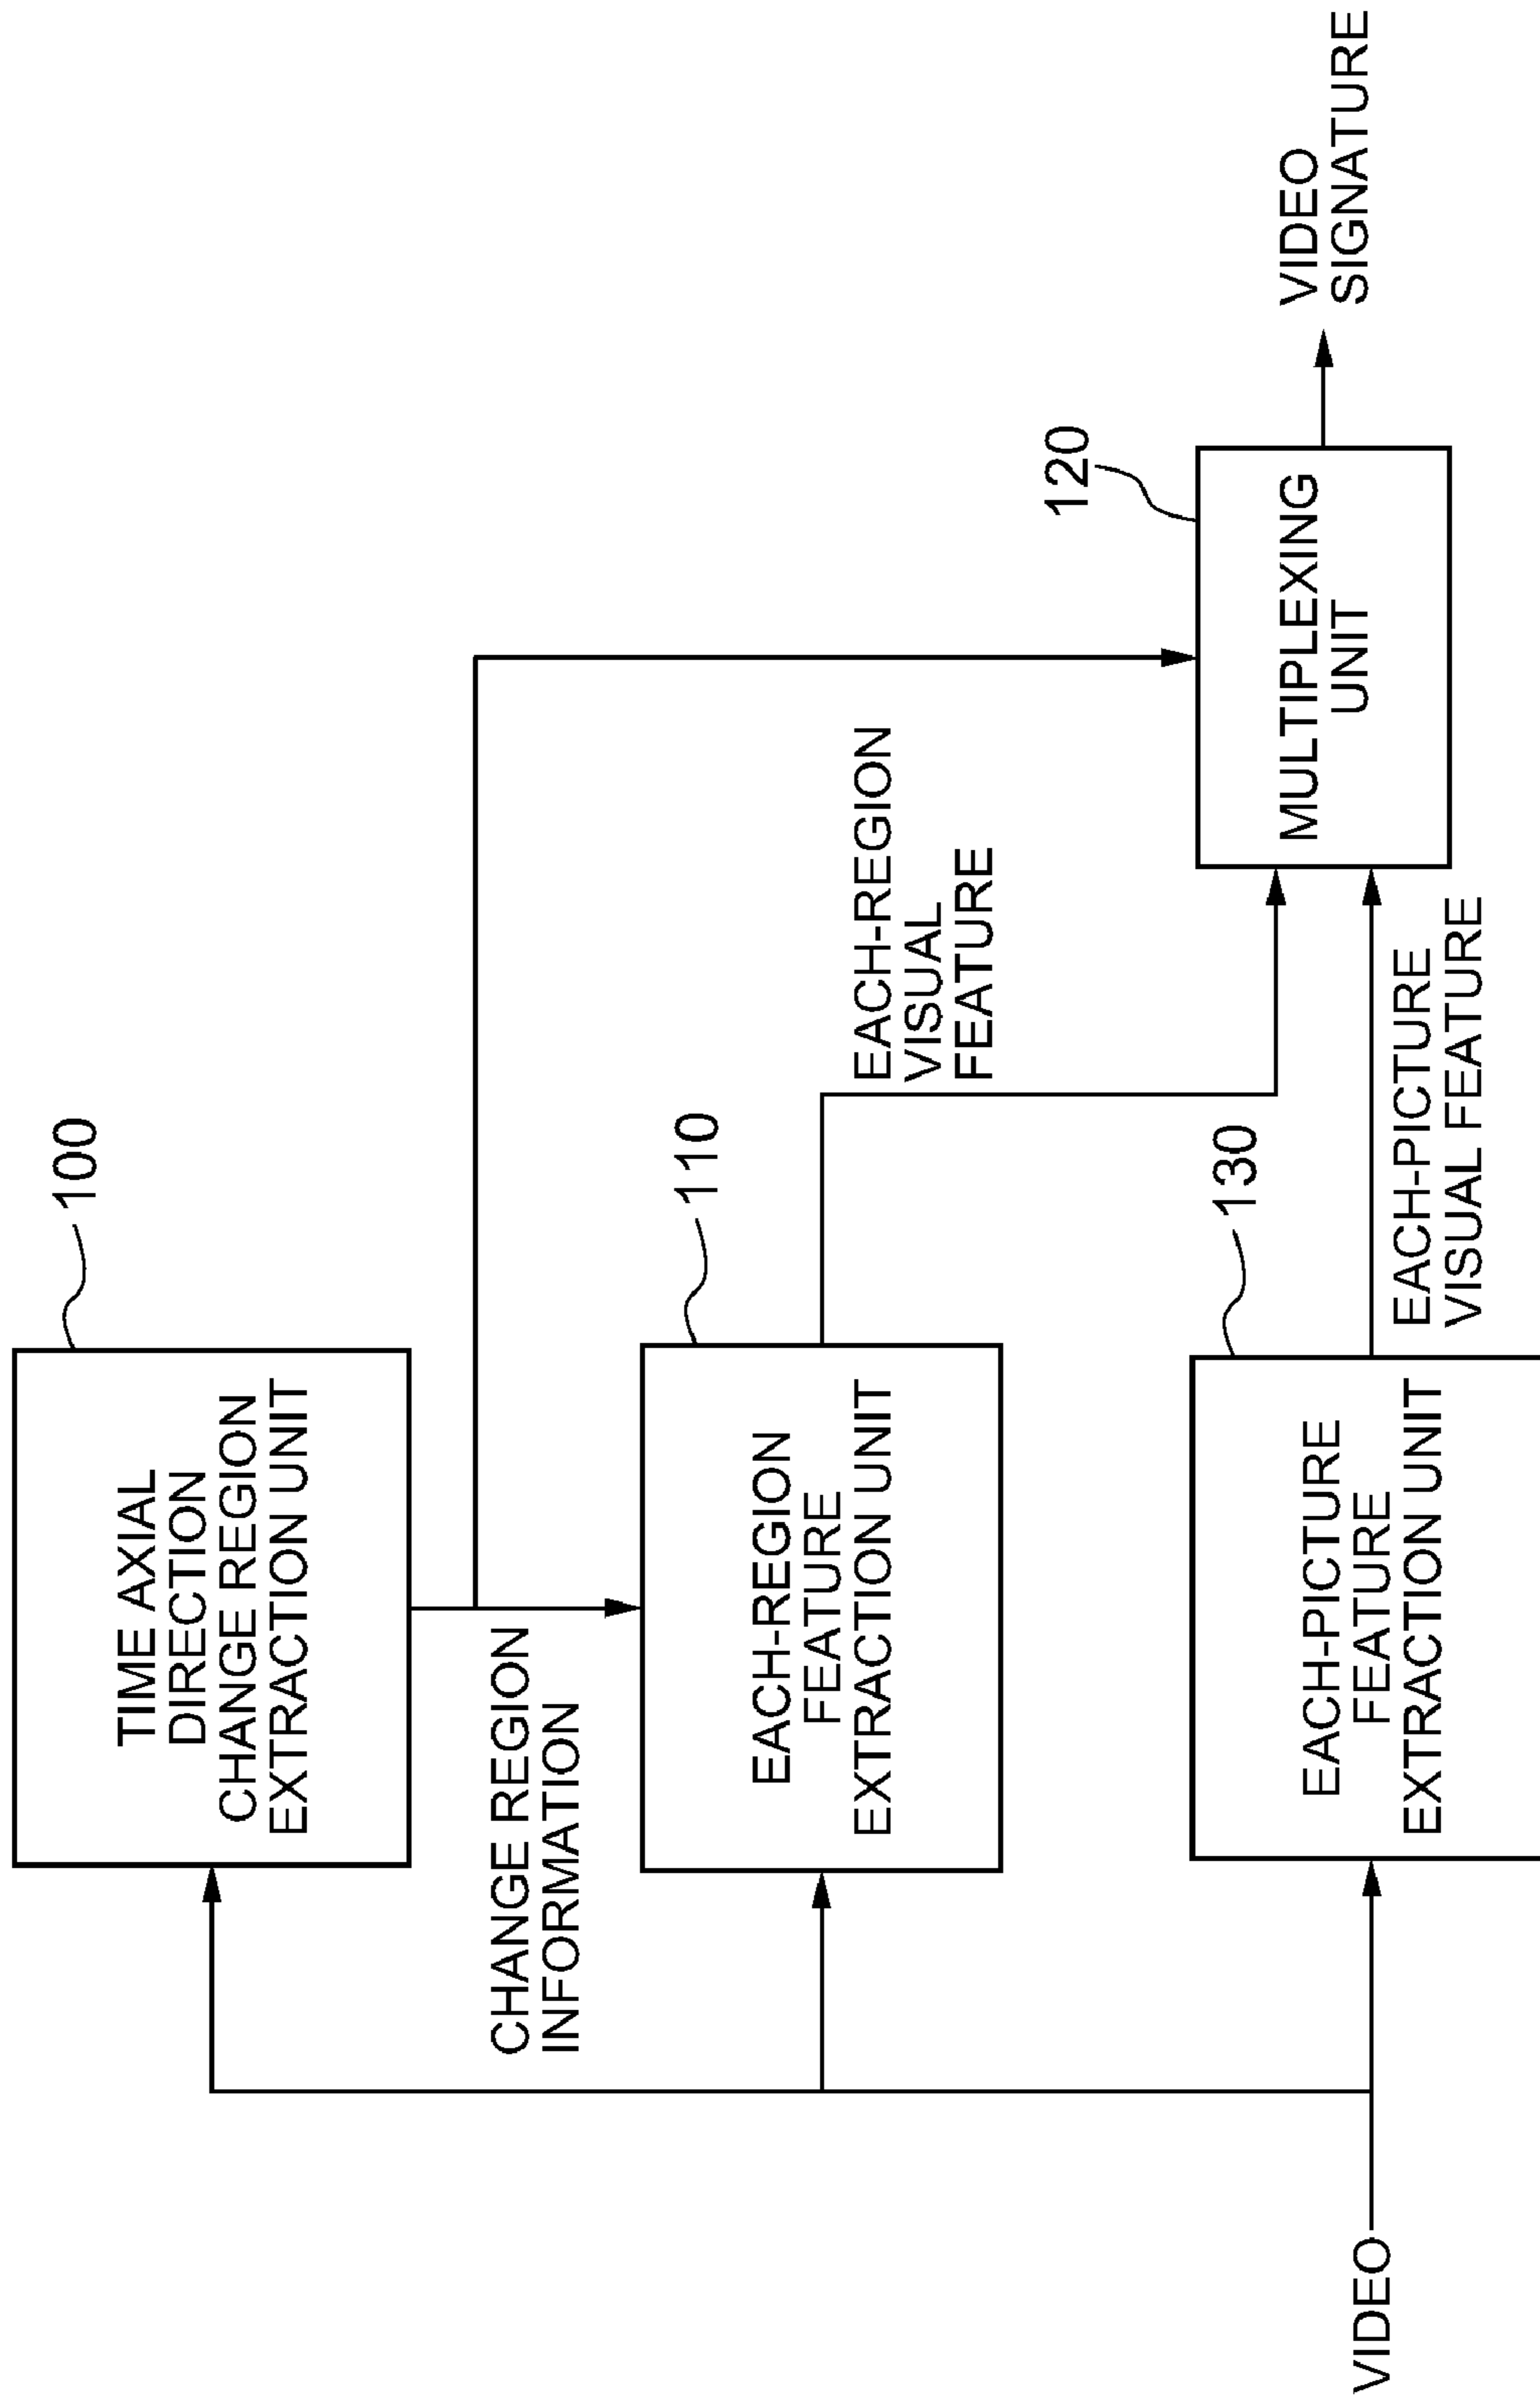 100
TIME AXIAL
DIRECTION
CHANGE REGION
EXTRACTION UNIT
CHANGE REGION
INFORMATION
110
EACH-REGION
FEATURE
EXTRACTION UNIT
EACH-REGION
VISUAL
FEATURE
120
MULTIPLEXING
UNIT
VIDEO
SIGNATURE
130
EACH-PICTURE
FEATURE
EXTRACTION UNIT
EACH-PICTURE
VISUAL FEATURE
VIDEO